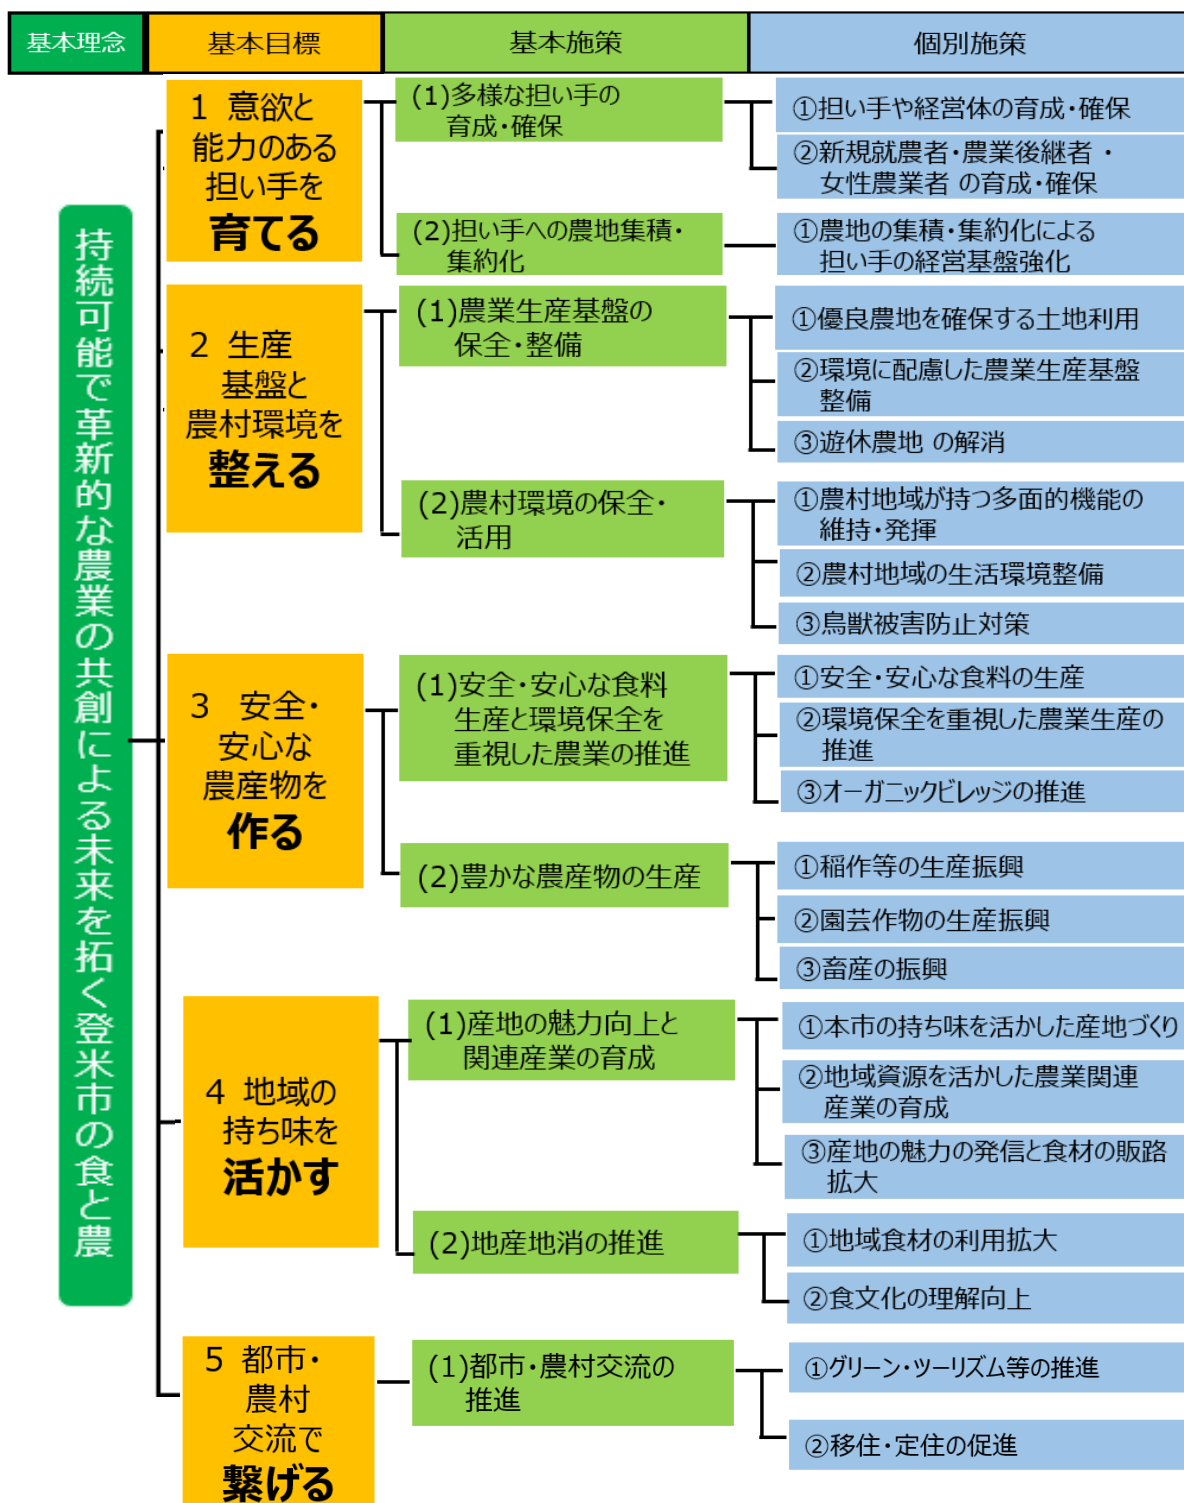 基本理念
基本目標
基本施策
個別施策
持続可能で革新的な農業の共創による未来を拓く登米市の食と農
1 意欲と
能力のある
担い手を
育てる
(1)多様な担い手の
育成・確保
①担い手や経営体の育成・確保
②新規就農者・農業後継者 ・
女性農業者 の育成・確保
(2)担い手への農地集積・
集約化
①農地の集積・集約化による
担い手の経営基盤強化
2 生産
基盤と
農村環境を
整える
(1)農業生産基盤の
保全・整備
①優良農地を確保する土地利用
②環境に配慮した農業生産基盤
整備
③遊休農地 の解消
(2)農村環境の保全・
活用
①農村地域が持つ多面的機能の
維持・発揮
②農村地域の生活環境整備
③鳥獣被害防止対策
3 安全・
安心な
農産物を
作る
(1)安全・安心な食料
生産と環境保全を
重視した農業の推進
①安全・安心な食料の生産
②環境保全を重視した農業生産の
推進
③オーガニックビレッジの推進
(2)豊かな農産物の生産
①稲作等の生産振興
②園芸作物の生産振興
③畜産の振興
4 地域の
持ち味を
活かす
(1)産地の魅力向上と
関連産業の育成
①本市の持ち味を活かした産地づくり
②地域資源を活かした農業関連
産業の育成
③産地の魅力の発信と食材の販路
拡大
(2)地産地消の推進
①地域食材の利用拡大
②食文化の理解向上
5 都市・
農村
交流で
繋げる
(1)都市・農村交流の
推進
①グリーン・ツーリズム等の推進
②移住・定住の促進